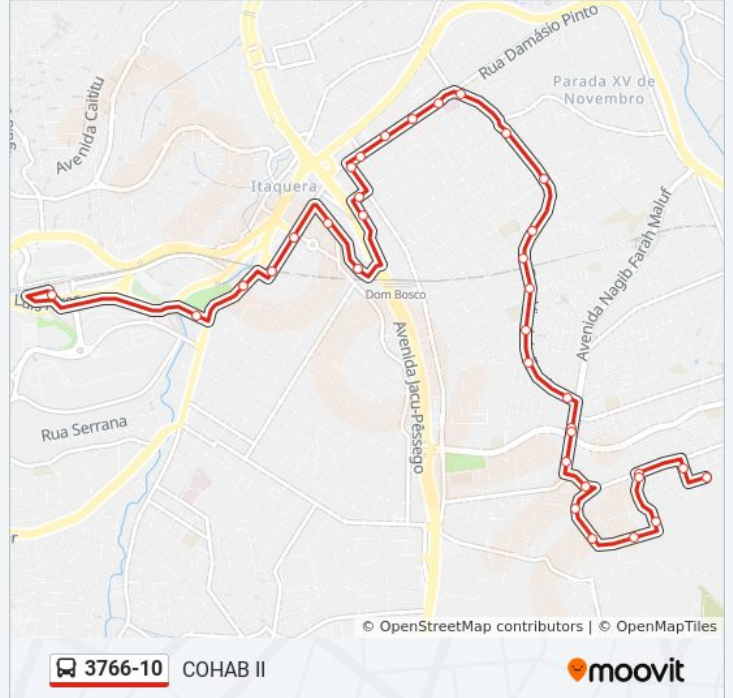 Rua Damásio Pinto
Parada XV de
Novembro
Avenida Caititu
Itaquera
Avenida Nagib Farah Maluf
Dom Bosco
Avenida Jacu-Pêssego
Rua Serrana
© OpenStreetMap contributors | © OpenMapTiles
3766-10 COHAB II
moovit